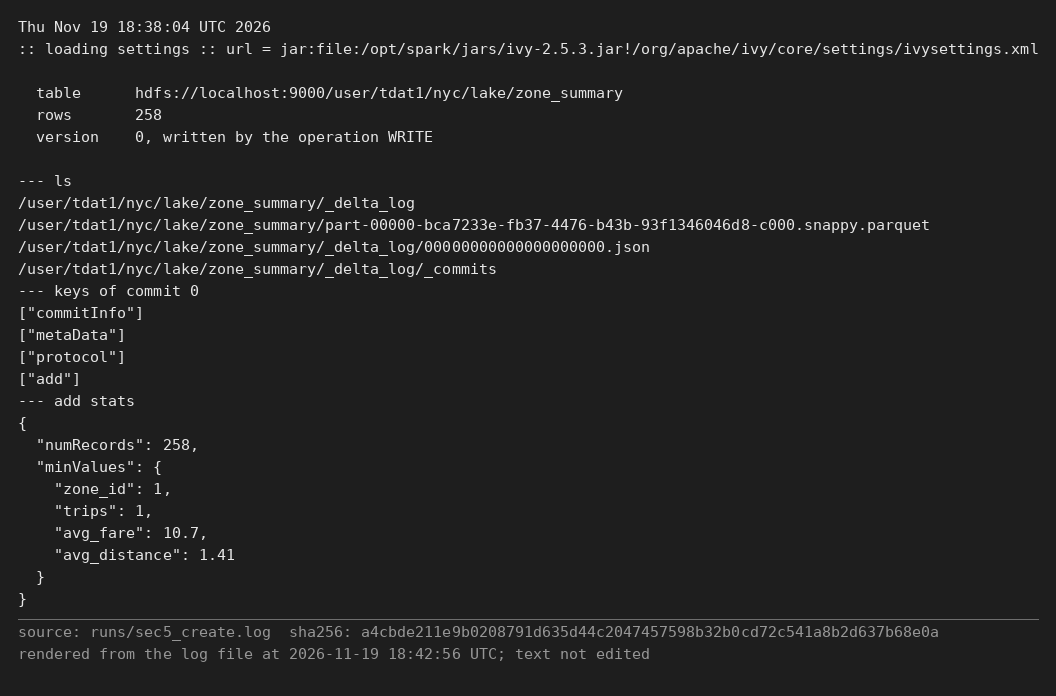 Thu Nov 19 18:38:04 UTC 2026
:: loading settings :: url = jar:file:/opt/spark/jars/ivy-2.5.3.jar!/org/apache/ivy/core/settings/ivysettings.xml
table      hdfs://localhost:9000/user/tdat1/nyc/lake/zone_summary
rows       258
version    0, written by the operation WRITE
--- ls
/user/tdat1/nyc/lake/zone_summary/_delta_log
/user/tdat1/nyc/lake/zone_summary/part-00000-bca7233e-fb37-4476-b43b-93f1346046d8-c000.snappy.parquet
/user/tdat1/nyc/lake/zone_summary/_delta_log/00000000000000000000.json
/user/tdat1/nyc/lake/zone_summary/_delta_log/_commits
--- keys of commit 0
["commitInfo"]
["metaData"]
["protocol"]
["add"]
--- add stats
{
  "numRecords": 258,
  "minValues": {
    "zone_id": 1,
    "trips": 1,
    "avg_fare": 10.7,
    "avg_distance": 1.41
  }
}
source: runs/sec5_create.log  sha256: a4cbde211e9b0208791d635d44c2047457598b32b0cd72c541a8b2d637b68e0a
rendered from the log file at 2026-11-19 18:42:56 UTC; text not edited